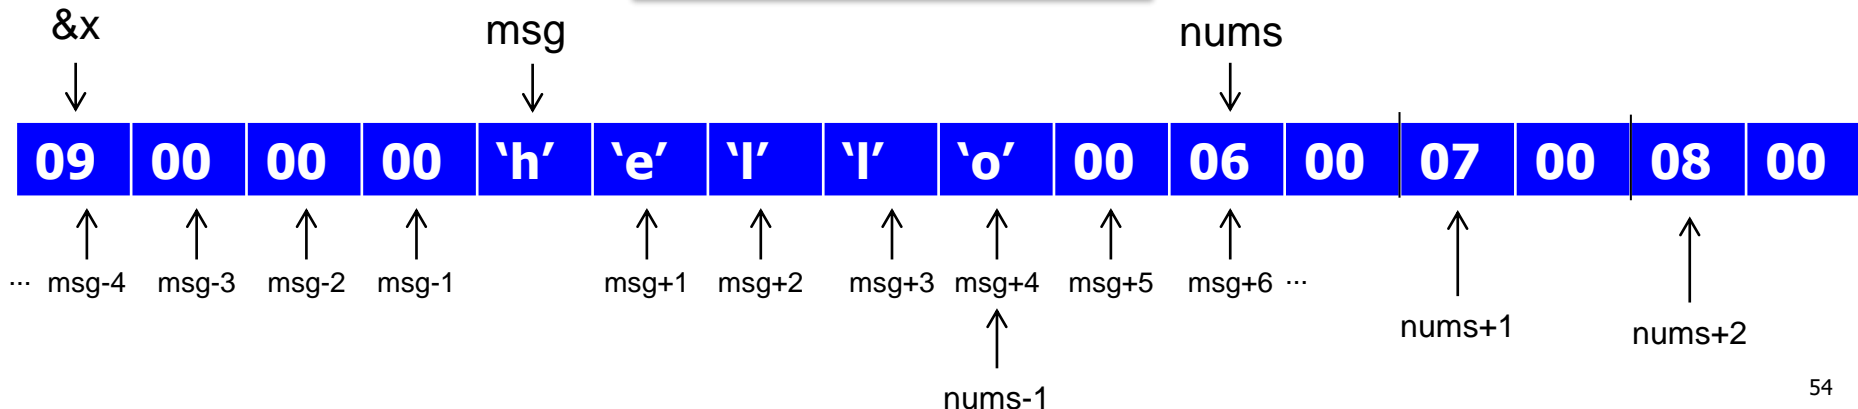 &x msg nums
09 00 00 00 ‘h’ ‘e’ ‘l’ ‘l’ ‘o’ 00 06 00 07 00 08 00
... msg-4 msg-3 msg-2 msg-1 msg+1 msg+2 msg+3 msg+4 msg+5 msg+6 ...
nums+1 nums+2
nums-1
54